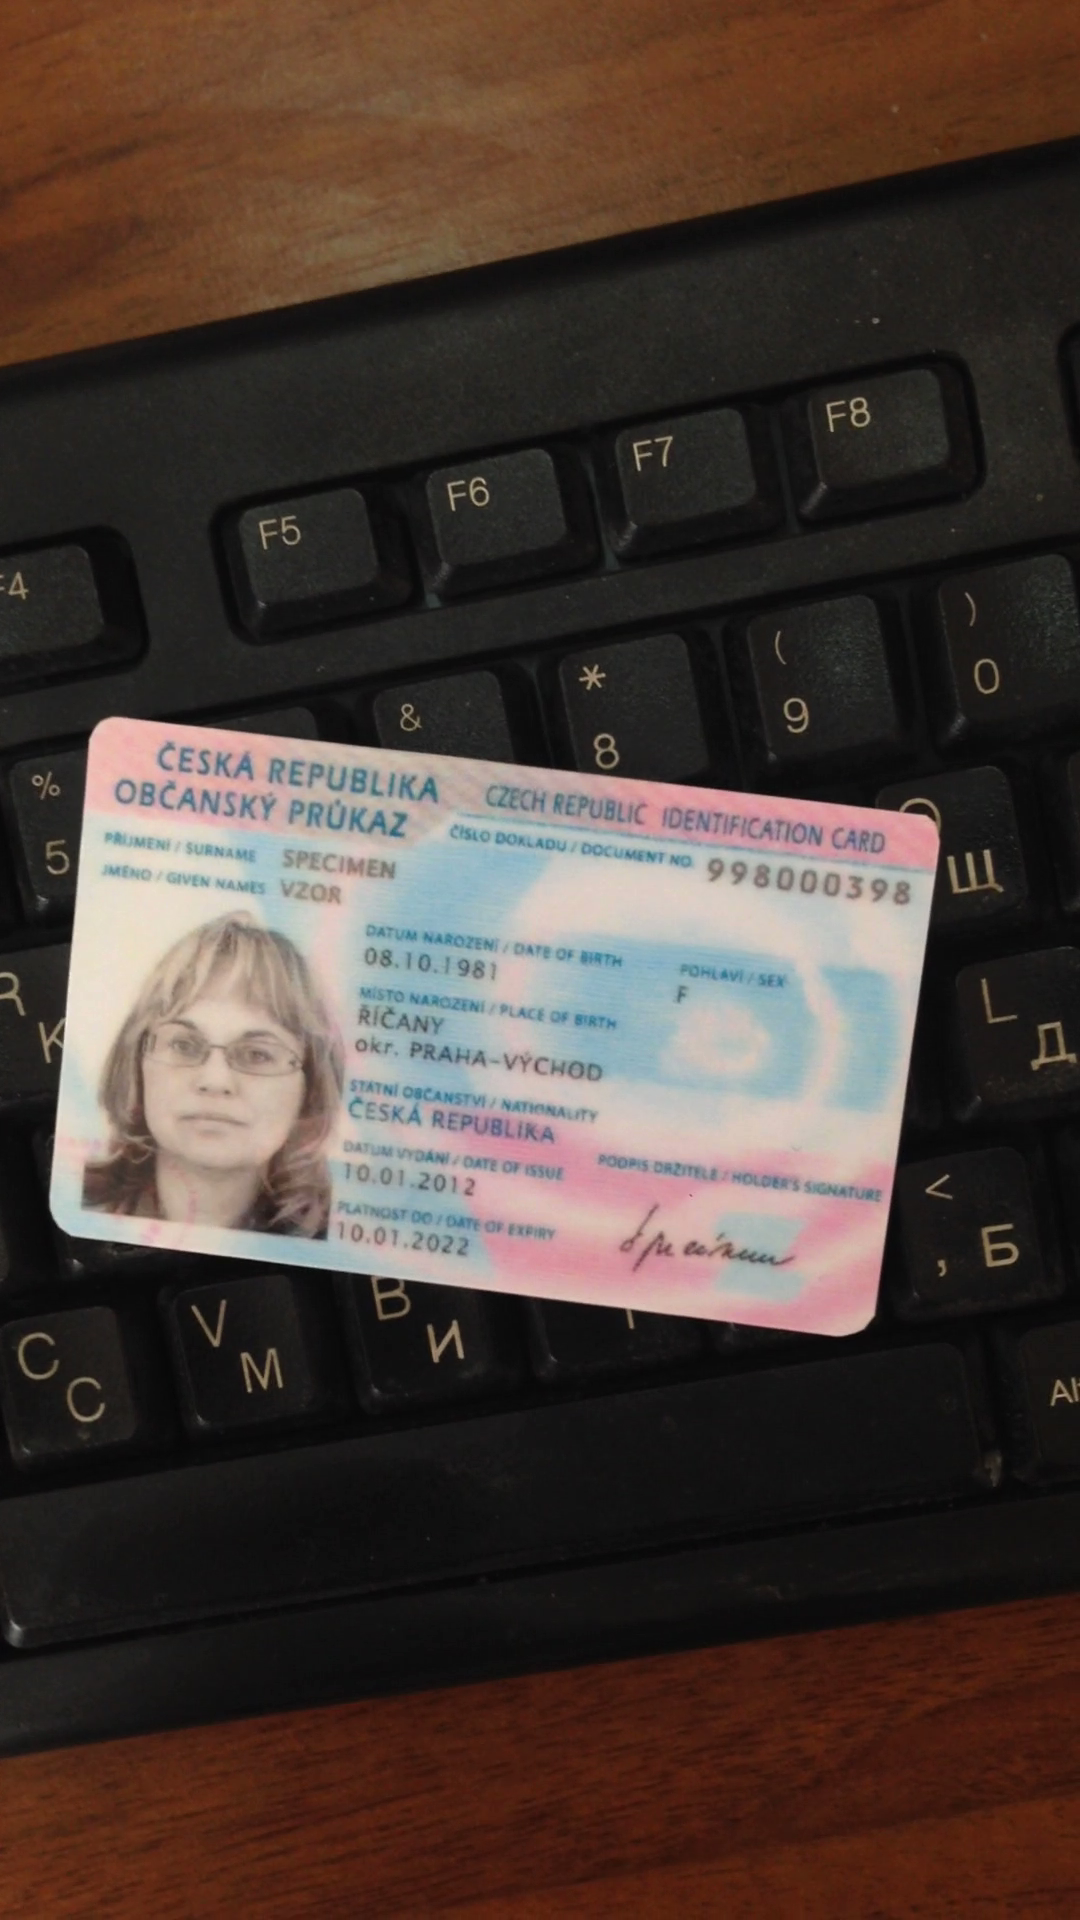 F4 F5 F6 F7 F8
% 5
&
* 8
( 9
) 0
ČESKÁ REPUBLIKA
OBČANSKÝ PRŮKAZ
CZECH REPUBLIC IDENTIFICATION CARD
PŘÍJMENÍ / SURNAME SPECIMEN
ČÍSLO DOKLADU / DOCUMENT NO. 998000398
JMÉNO / GIVEN NAMES VZOR
DATUM NAROZENÍ / DATE OF BIRTH
08.10.1981
POHLAVÍ / SEX
F
MÍSTO NAROZENÍ / PLACE OF BIRTH
ŘÍČANY
okr. PRAHA-VÝCHOD
STÁTNÍ OBČANSTVÍ / NATIONALITY
ČESKÁ REPUBLIKA
DATUM VYDÁNÍ / DATE OF ISSUE
10.01.2012
PODPIS DRŽITELE / HOLDER'S SIGNATURE
PLATNOST DO / DATE OF EXPIRY
10.01.2022
Specimen
Щ
R К
L Д
< , Б
C С
V М
B И
Alt